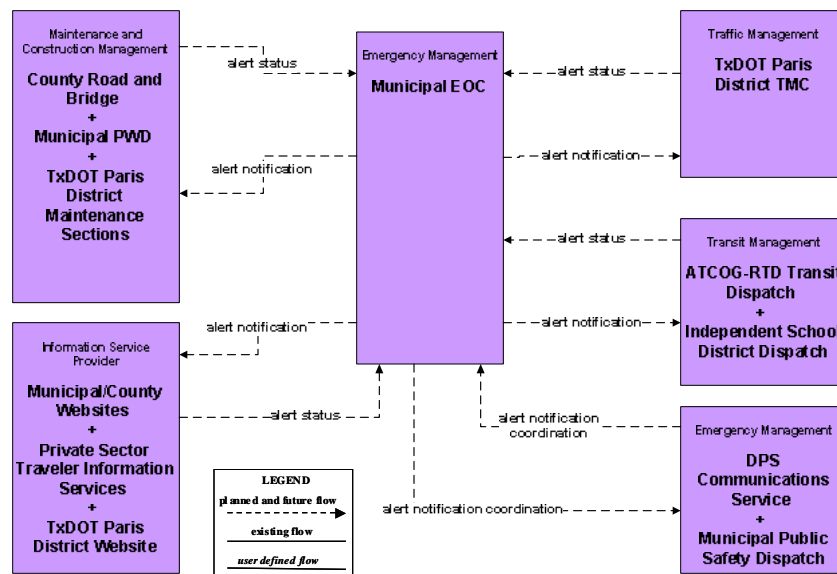 Maintenance and
Construction Management
County Road and
Bridge
+
Municipal PWD
+
TxDOT Paris
District
Maintenance
Sections
alert status
alert notification
Emergency Management
Municipal EOC
alert status
alert notification
Traffic Management
TxDOT Paris
District TMC
alert status
alert notification
Transit Management
ATCOG-RTD Transit
Dispatch
+
Independent School
District Dispatch
Information Service
Provider
Municipal/County
Websites
+
Private Sector
Traveler Information
Services
+
TxDOT Paris
District Website
alert notification
alert status
alert notification
coordination
alert notification coordination
Emergency Management
DPS
Communications
Service
+
Municipal Public
Safety Dispatch
LEGEND
planned and future flow
existing flow
user defined flow